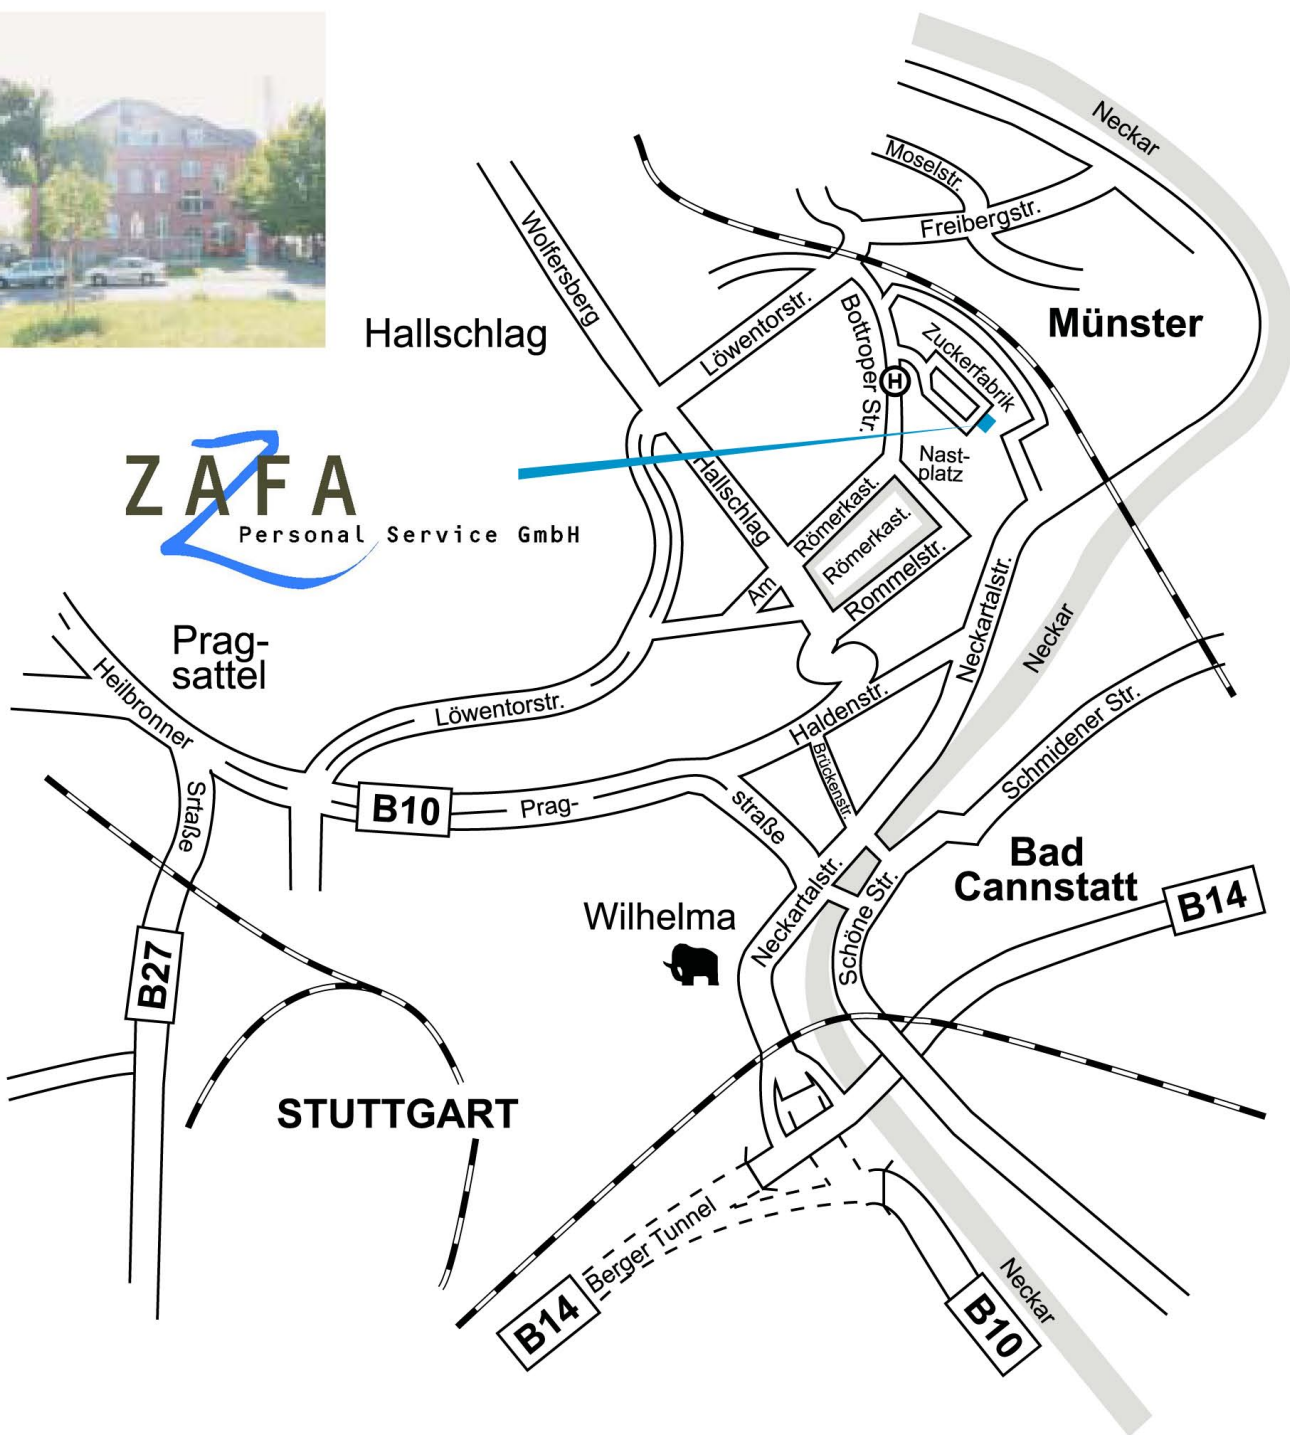 Neckar
Moselstr.
Freibergstr.
Wolfersberg
Münster
Hallschlag
Löwentorstr.
Bottroper Str.
Zuckerfabrik
H
ZAFA
Personal Service GmbH
Nast-
platz
Hallschlag
Römerkast.
Römerkast.
Rommelstr.
Am
Neckartalstr.
Neckar
Prag-
sattel
Heilbronner
Srtaße
Löwentorstr.
Haldenstr.
Brückenstr.
Schmidener Str.
B10
Prag-
straße
Bad
Cannstatt
B14
Wilhelma
Neckartalstr.
Schöne Str.
B27
STUTTGART
Berger Tunnel
B14
B10
Neckar